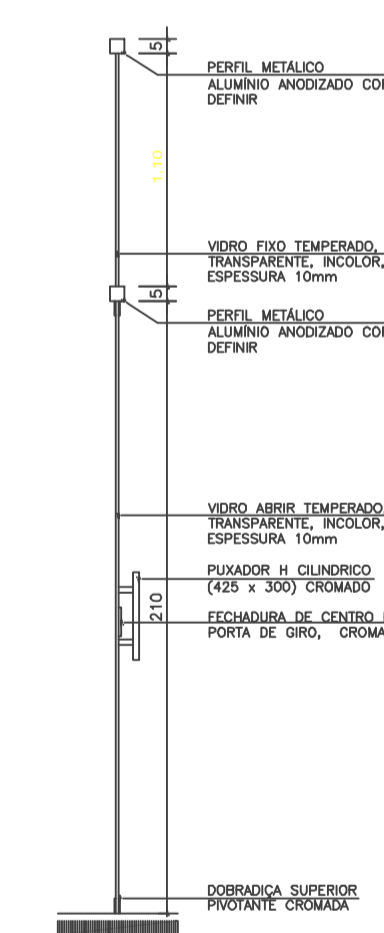 5
PERFIL METÁLICO
ALUMÍNIO ANODIZADO
DEFINIR
1.10
VIDRO FIXO TEMPERADO,
TRANSPARENTE, INCOLOR,
ESPESSURA 10mm
5
PERFIL METÁLICO
ALUMÍNIO ANODIZADO
DEFINIR
VIDRO ABRIR TEMPERADO,
TRANSPARENTE, INCOLOR,
ESPESSURA 10mm
PUXADOR H CILINDRICO
(425 x 300) CROMADO
210
FECHADURA DE CENTRO
PORTA DE GIRO,
DOBRADIÇA SUPERIOR
PIVOTANTE CROMADA